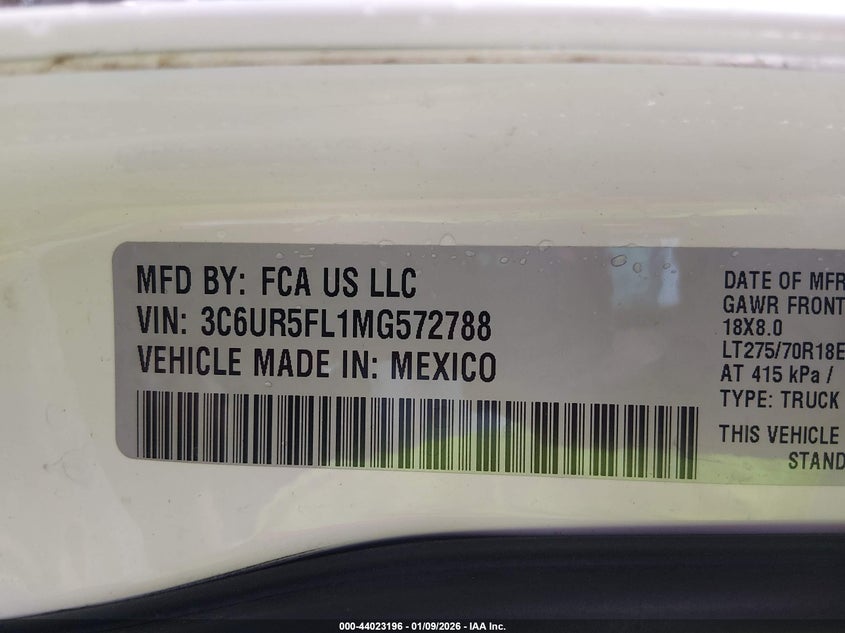 MFD BY: FCA US LLC
VIN: 3C6UR5FL1MG572788
VEHICLE MADE IN: MEXICO
DATE OF MFR
GAWR FRONT
18X8.0
LT275/70R18E
AT 415 kPa /
TYPE: TRUCK
THIS VEHICLE
STAND
000-44023196 - 01/09/2026 - IAA Inc.